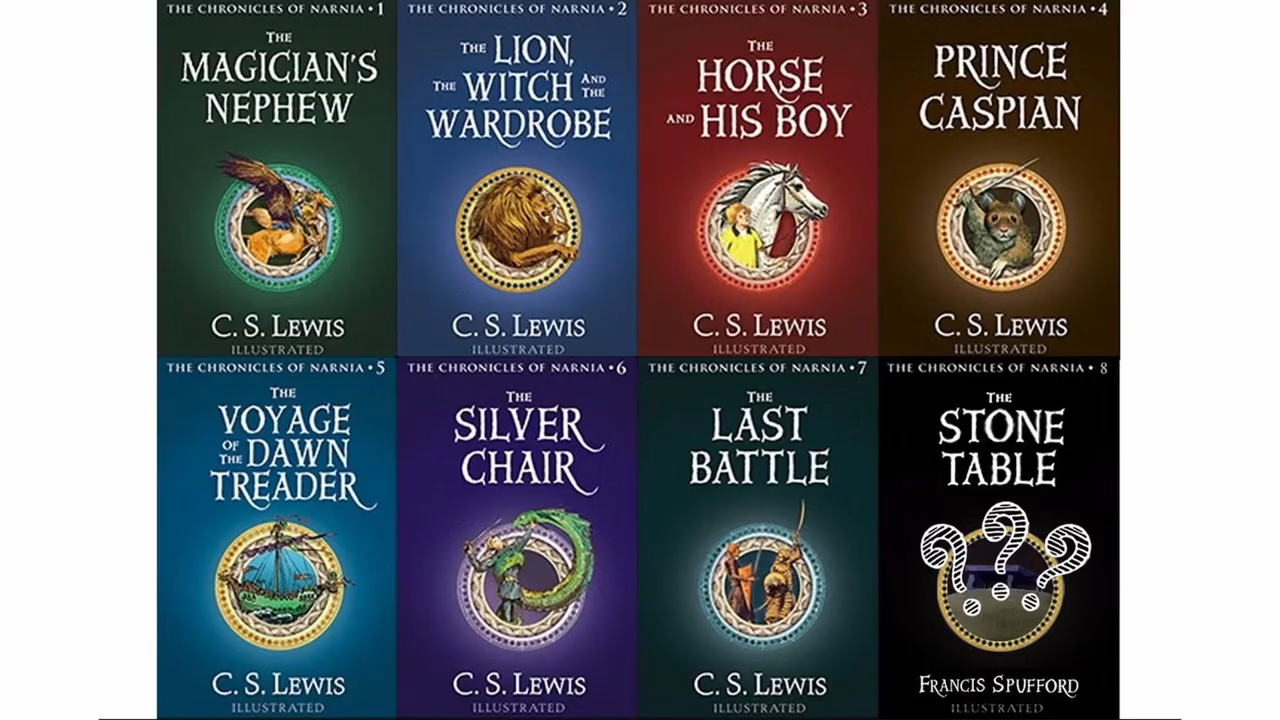 THE CHRONICLES OF NARNIA • 1
THE
MAGICIAN'S
NEPHEW
C. S. LEWIS
ILLUSTRATED
THE CHRONICLES OF NARNIA • 2
THE LION,
THE WITCH AND THE
WARDROBE
C. S. LEWIS
ILLUSTRATED
THE CHRONICLES OF NARNIA • 3
THE
HORSE
AND HIS BOY
C. S. LEWIS
ILLUSTRATED
THE CHRONICLES OF NARNIA • 4
PRINCE
CASPIAN
C. S. LEWIS
ILLUSTRATED
THE CHRONICLES OF NARNIA • 5
THE
VOYAGE
OF THE DAWN
TREADER
C. S. LEWIS
ILLUSTRATED
THE CHRONICLES OF NARNIA • 6
THE
SILVER
CHAIR
C. S. LEWIS
ILLUSTRATED
THE CHRONICLES OF NARNIA • 7
THE
LAST
BATTLE
C. S. LEWIS
ILLUSTRATED
THE CHRONICLES OF NARNIA • 8
THE
STONE
TABLE
???
FRANCIS SPUFFORD
ILLUSTRATED